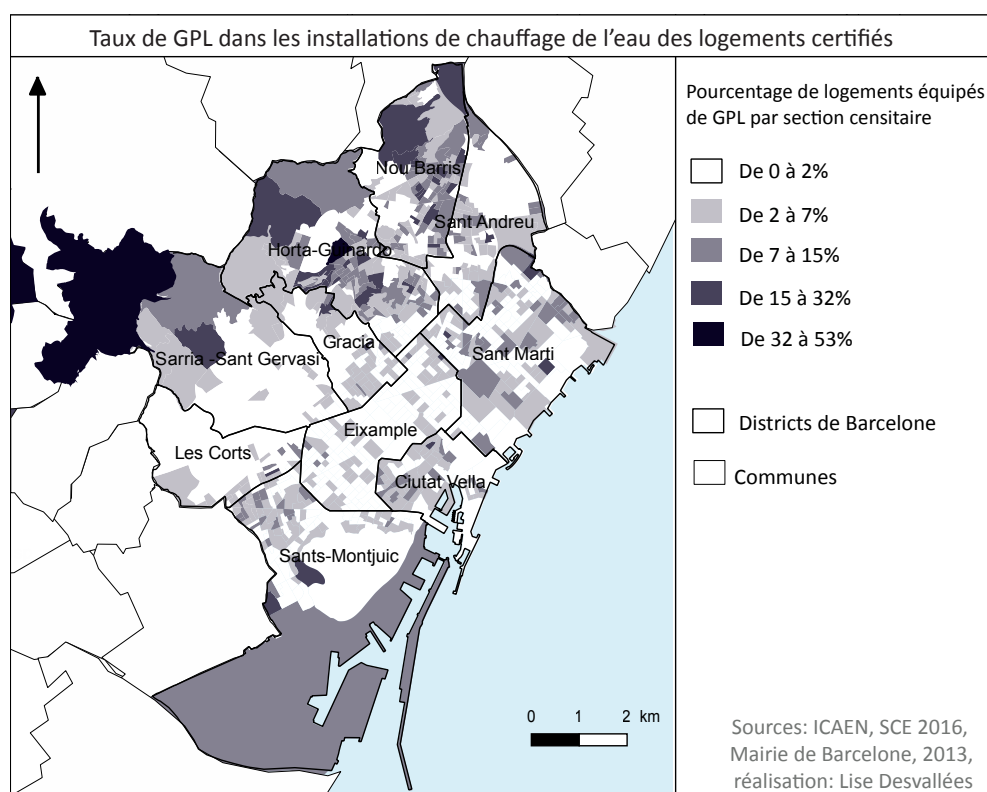 Taux de GPL dans les installations de chauffage de l'eau des logements certifiés
Pourcentage de logements équipés
de GPL par section censitaire
De 0 à 2%
De 2 à 7%
De 7 à 15%
De 15 à 32%
De 32 à 53%
Districts de Barcelone
Communes
Nou Barris
Sant Andreu
Horta-Guinardo
Gracia
Sarria -Sant Gervasi
Sant Marti
Eixample
Les Corts
Ciutat Vella
Sants-Montjuic
0 1 2 km
Sources: ICAEN, SCE 2016,
Mairie de Barcelone, 2013,
réalisation: Lise Desvallées